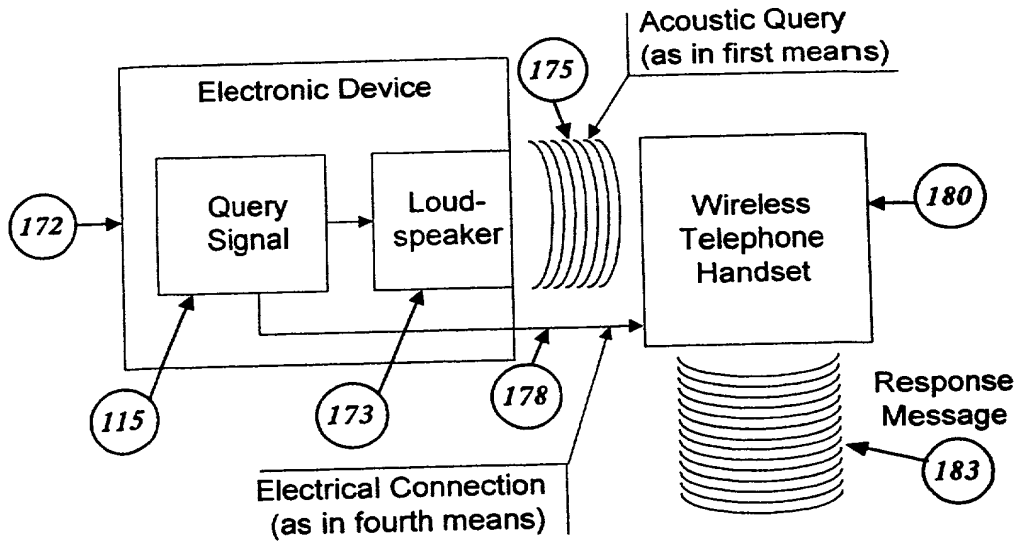 Acoustic Query
(as in first means)
175
Electronic Device
Query
Signal
Loud-
speaker
Wireless
Telephone
Handset
172
180
115
173
178
Response
Message
183
Electrical Connection
(as in fourth means)